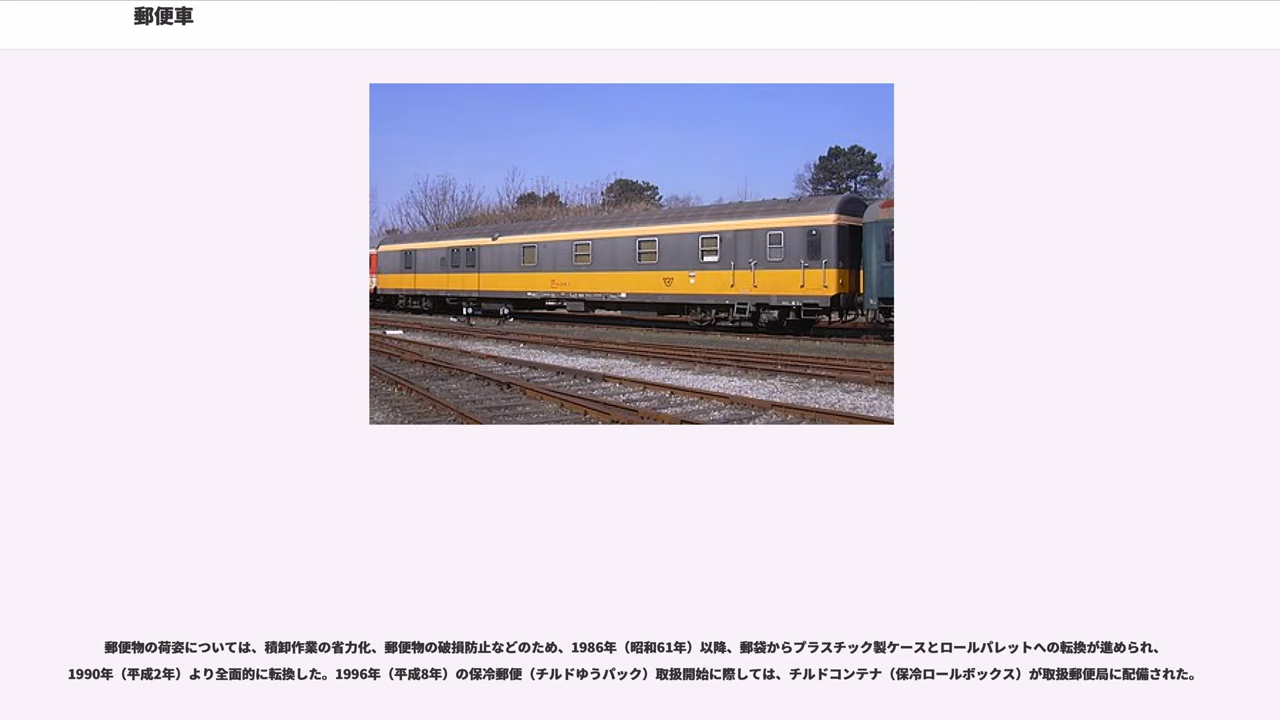 郵便車
郵便物の荷姿については、積卸作業の省力化、郵便物の破損防止などのため、1986年（昭和61年）以降、郵袋からプラスチック製ケースとロールパレットへの転換が進められ、
1990年（平成2年）より全面的に転換した。1996年（平成8年）の保冷郵便（チルドゆうパック）取扱開始に際しては、チルドコンテナ（保冷ロールボックス）が取扱郵便局に配備された。